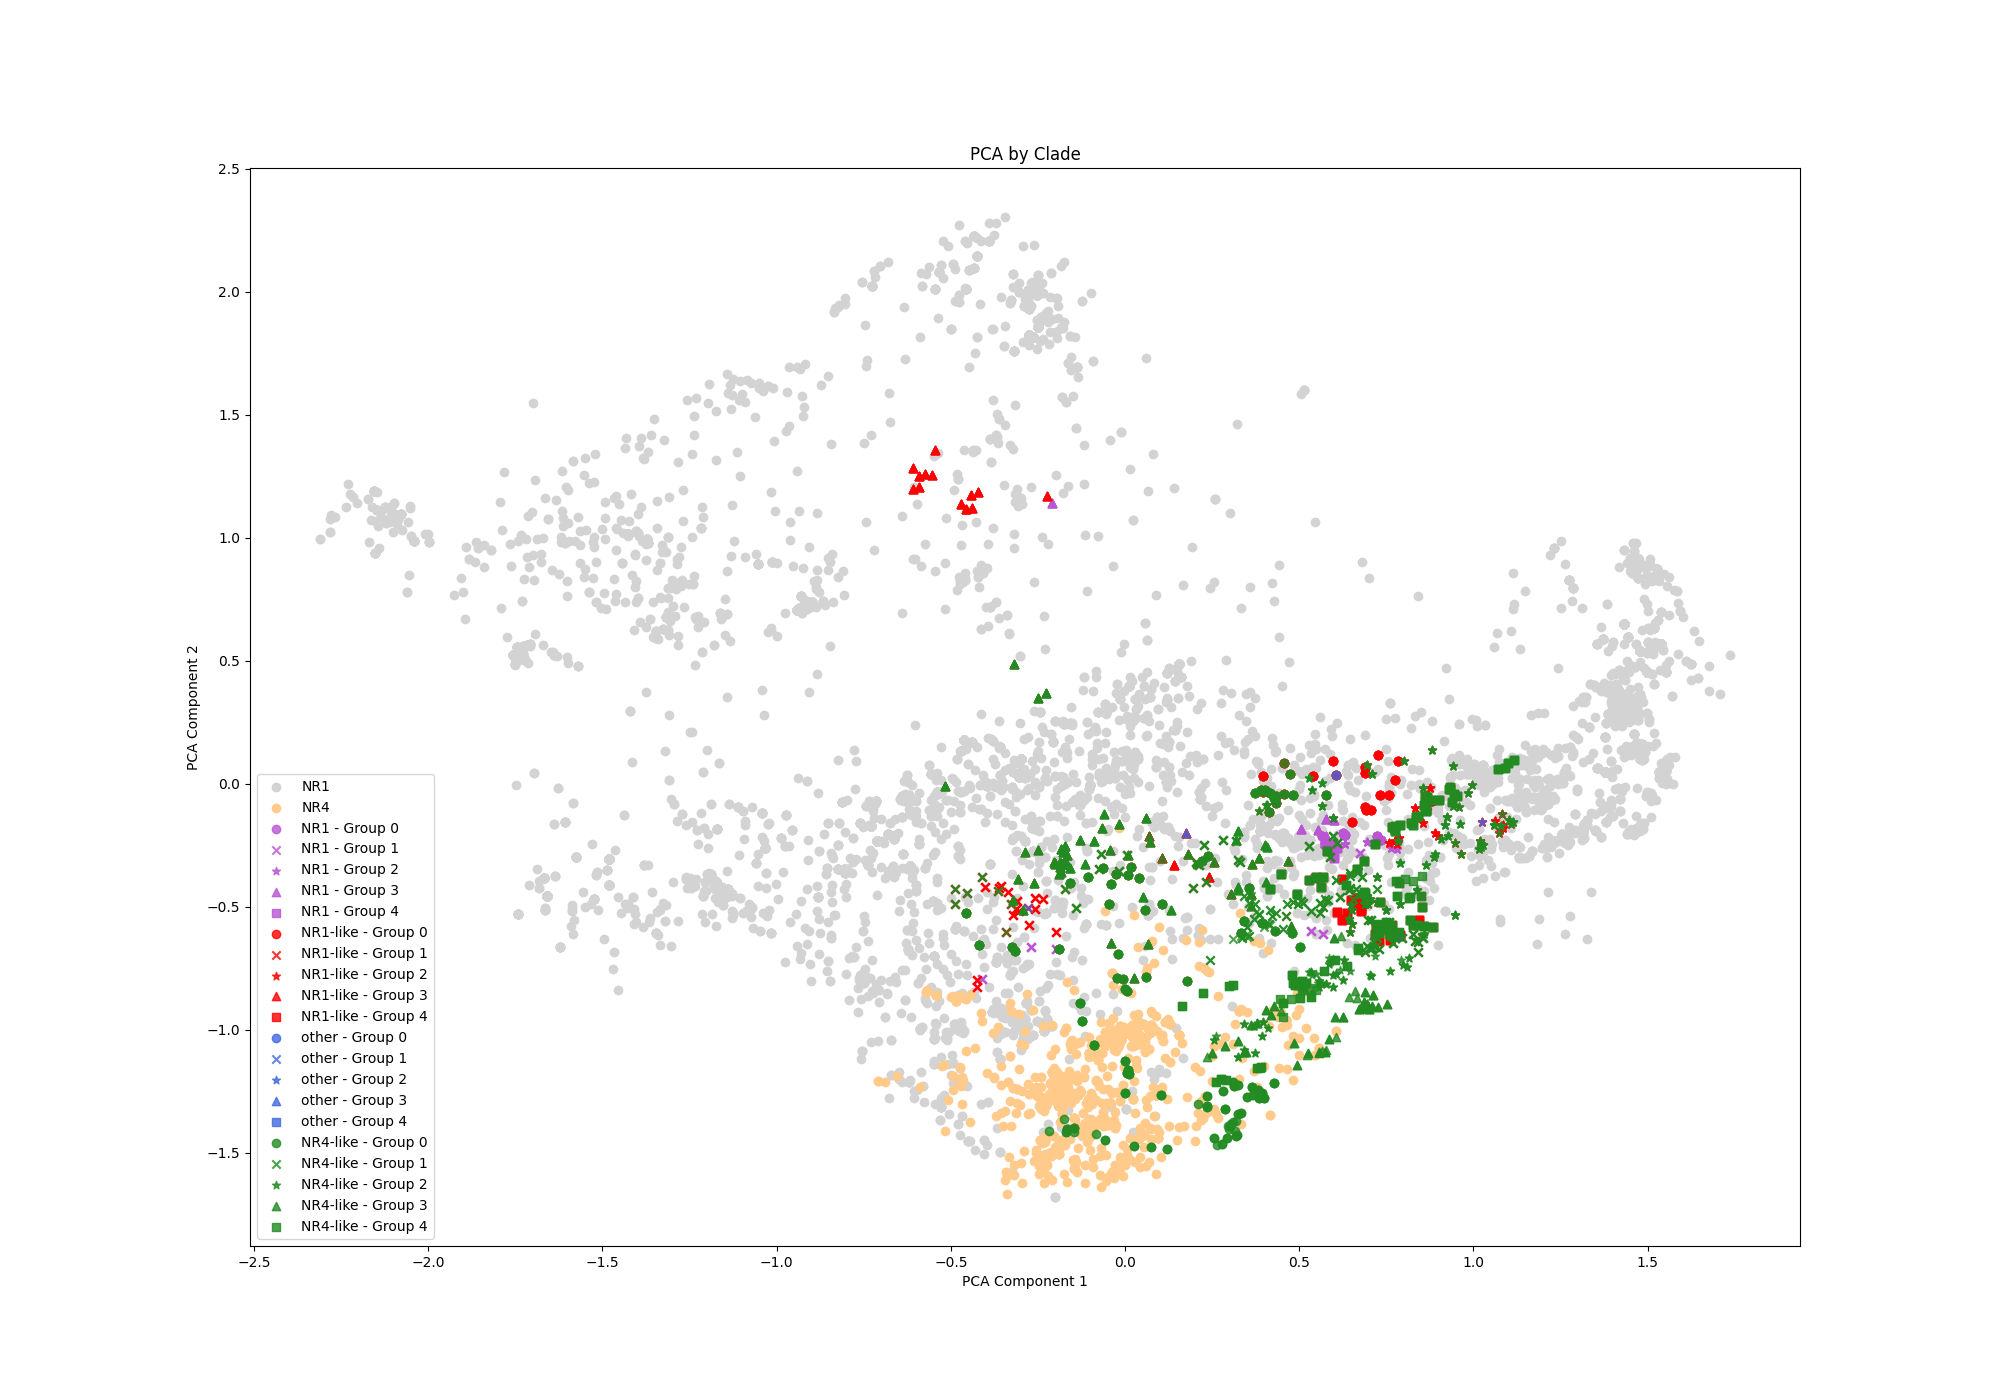 PCA by Clade
2.5
2.0
1.5
1.0
0.5
0.0
−0.5
−1.0
−1.5
PCA Component 2
NR1
NR4
NR1 - Group 0
NR1 - Group 1
NR1 - Group 2
NR1 - Group 3
NR1 - Group 4
NR1-like - Group 0
NR1-like - Group 1
NR1-like - Group 2
NR1-like - Group 3
NR1-like - Group 4
other - Group 0
other - Group 1
other - Group 2
other - Group 3
other - Group 4
NR4-like - Group 0
NR4-like - Group 1
NR4-like - Group 2
NR4-like - Group 3
NR4-like - Group 4
−2.5 −2.0 −1.5 −1.0 −0.5 0.0 0.5 1.0 1.5
PCA Component 1